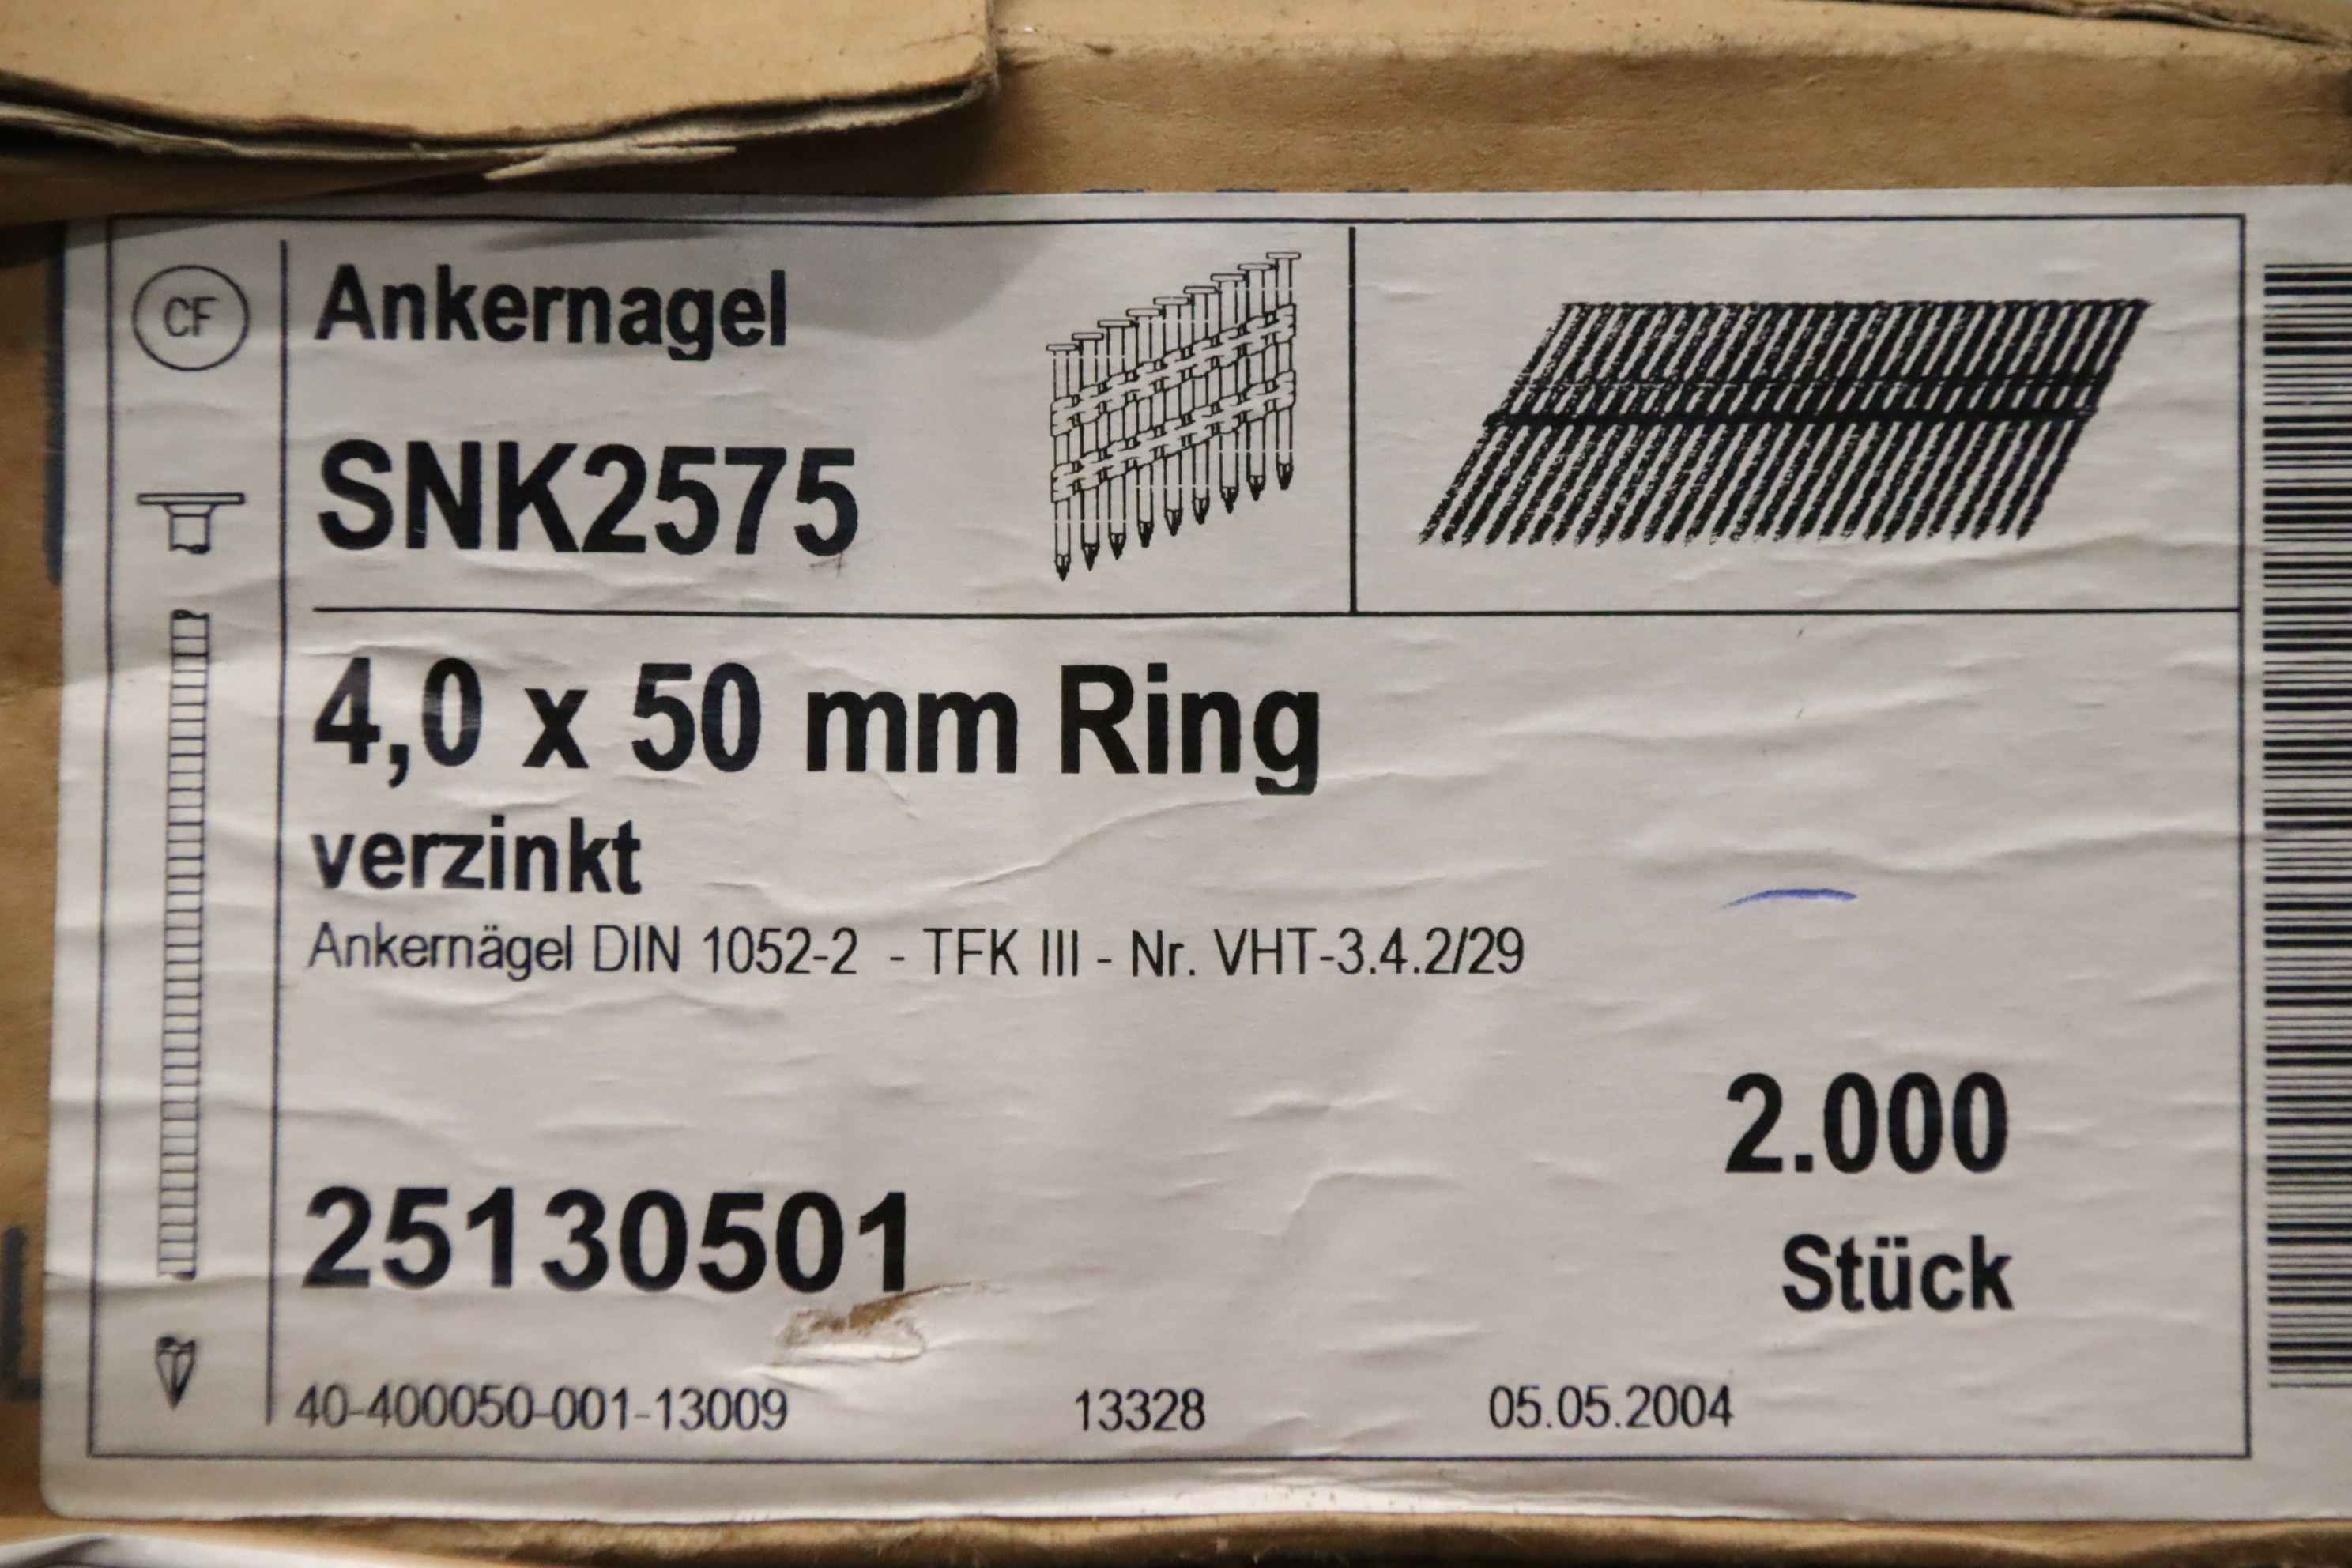 CF
Ankernagel
SNK2575
4,0 x 50 mm Ring
verzinkt
Ankernägel DIN 1052-2 - TFK III - Nr. VHT-3.4.2/29
2.000
Stück
25130501
40-400050-001-13009 13328 05.05.2004